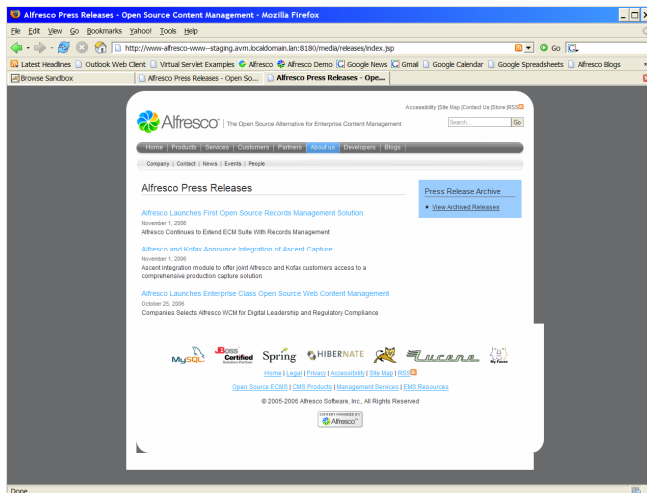 Alfresco Press Releases - Open Source Content Management - Mozilla Firefox
File Edit View Go Bookmarks Yahoo! Tools Help
http://www-alfresco-www--staging.avm.localdomain.lan:8180/media/releases/index.jsp Go
Latest Headlines Outlook Web Client Virtual Servlet Examples Alfresco Alfresco Demo Google News Gmail Google Calendar Google Spreadsheets Alfresco Blogs
Browse Sandbox Alfresco Press Releases - Open So... Alfresco Press Releases - Ope...
Accessibility |Site Map |Contact Us |Store |RSS
Alfresco The Open Source Alternative for Enterprise Content Management Search... Go
Home | Products | Services | Customers | Partners | About us | Developers | Blogs |
Company | Contact | News | Events | People
Alfresco Press Releases
Press Release Archive
View Archived Releases
Alfresco Launches First Open Source Records Management Solution
November 1, 2006
Alfresco Continues to Extend ECM Suite With Records Management
Alfresco and Kofax Announce Integration of Ascent Capture
November 1, 2006
Ascent integration module to offer joint Alfresco and Kofax customers access to a
comprehensive production capture solution
Alfresco Launches Enterprise Class Open Source Web Content Management
October 25, 2006
Companies Selects Alfresco WCM for Digital Leadership and Regulatory Compliance
MySQL JBoss Certified Solution Partner Spring HIBERNATE Lucene My Faces
Home | Legal | Privacy | Accessibility | Site Map | RSS
Open Source ECMS | CMS Products | Management Services | EMS Resources
© 2005-2006 Alfresco Software, Inc., All Rights Reserved
CONTENT MANAGED BY
Alfresco
Done